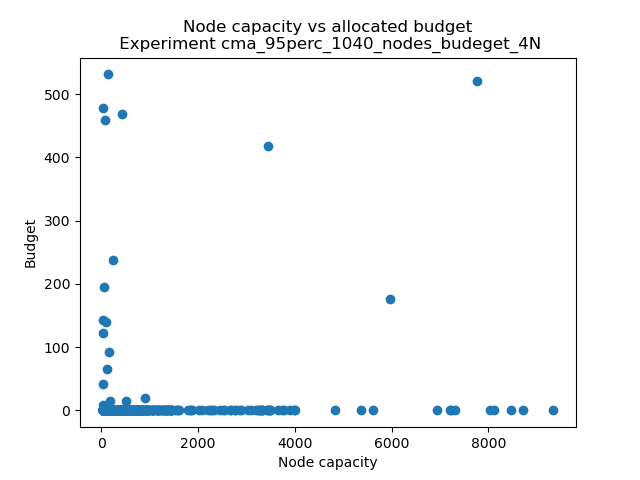 Node capacity vs allocated budget
Experiment cma_95perc_1040_nodes_budeget_4N
500
400
300
200
100
0
Budget
0 2000 4000 6000 8000
Node capacity